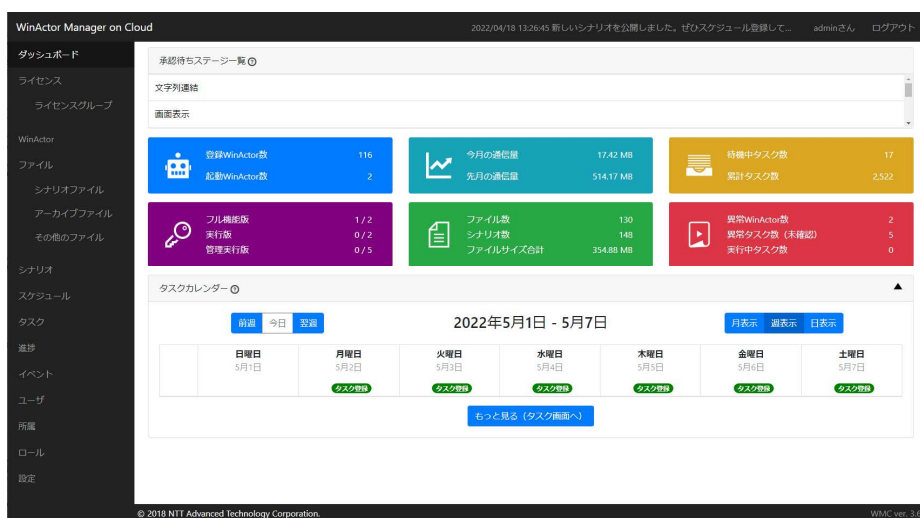 WinActor Manager on Cloud
2022/04/18 13:26:45 新しいシナリオを公開しました。ぜひスケジュール登録して... adminさん ログアウト
ダッシュボード
ライセンス
ライセンスグループ
WinActor
ファイル
シナリオファイル
アーカイブファイル
その他のファイル
シナリオ
スケジュール
タスク
進捗
イベント
ユーザ
所属
ロール
設定
承認待ちステージ一覧
文字列連結
画面表示
登録WinActor数 116
起動WinActor数 2
今月の通信量 17.42 MB
先月の通信量 514.17 MB
待機中タスク数 17
累計タスク数 2,522
フル機能版 1 / 2
実行版 0 / 2
管理実行版 0 / 5
ファイル数 130
シナリオ数 148
ファイルサイズ合計 354.88 MB
異常WinActor数 2
異常タスク数（未確認） 5
実行中タスク数 0
タスクカレンダー
前週 今日 翌週
2022年5月1日 - 5月7日
月表示 週表示 日表示
日曜日 月曜日 火曜日 水曜日 木曜日 金曜日 土曜日
5月1日 5月2日 5月3日 5月4日 5月5日 5月6日 5月7日
タスク登録 タスク登録 タスク登録 タスク登録 タスク登録 タスク登録
もっと見る（タスク画面へ）
© 2018 NTT Advanced Technology Corporation.
WMC ver. 3.